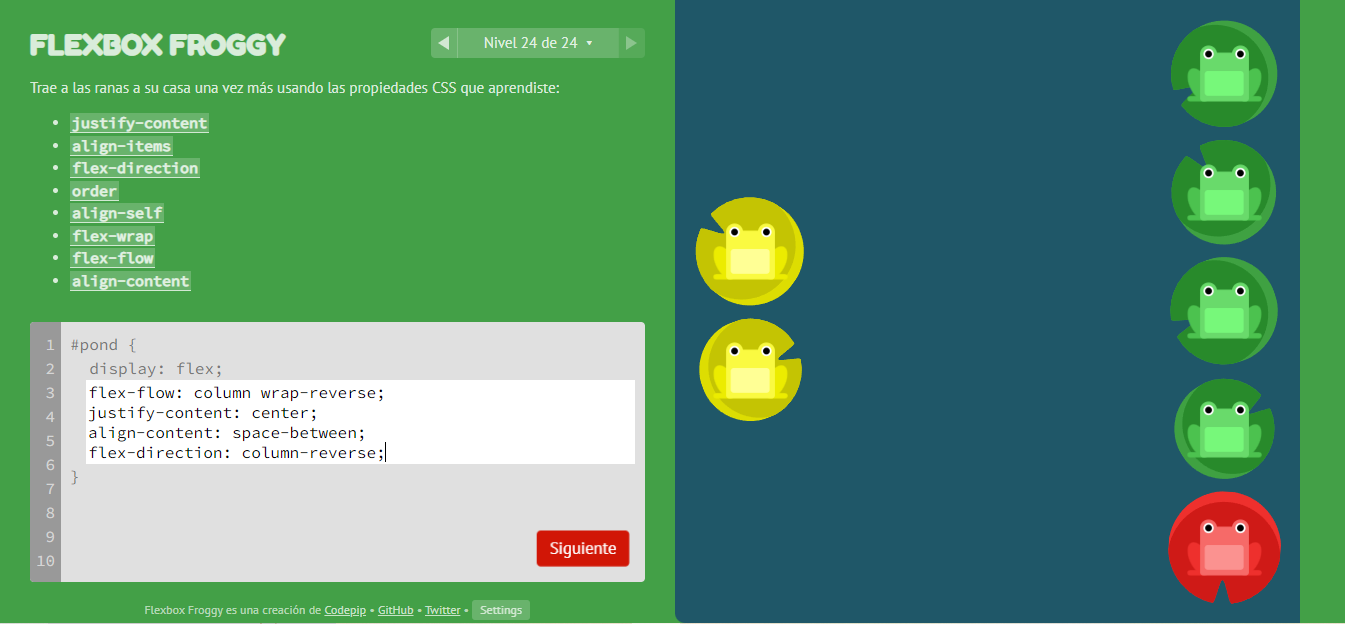 FLEXBOX FROGGY
Nivel 24 de 24
Trae a las ranas a su casa una vez más usando las propiedades CSS que aprendiste:
justify-content
align-items
flex-direction
order
align-self
flex-wrap
flex-flow
align-content
1 #pond {
2 display: flex;
3 flex-flow: column wrap-reverse;
4 justify-content: center;
5 align-content: space-between;
6 flex-direction: column-reverse;
7 }
8
9
10
Siguiente
Flexbox Froggy es una creación de Codepip • GitHub • Twitter • Settings